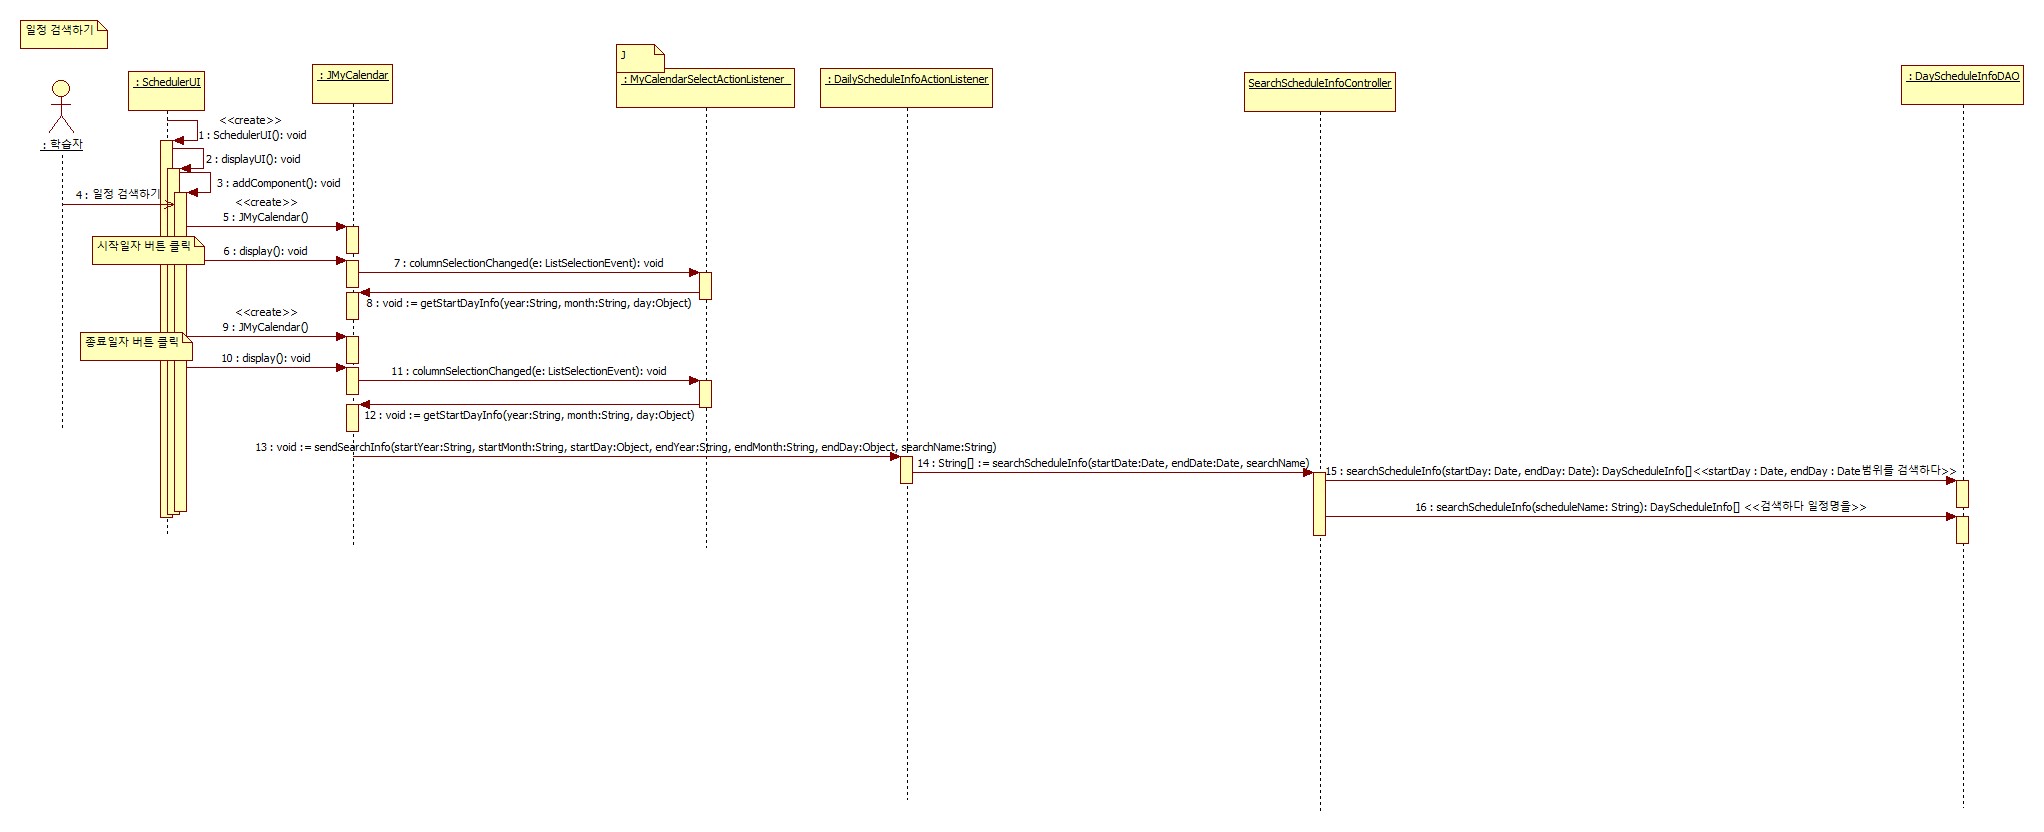 일정 검색하기
J
: SchedulerUI
: JMyCalendar
: MyCalendarSelectActionListener
: DailyScheduleInfoActionListener
SearchScheduleInfoController
: DayScheduleInfoDAO
: 학습자
<<create>>
1 : SchedulerUI(): void
2 : displayUI(): void
3 : addComponent(): void
4 : 일정 검색하기
<<create>>
5 : JMyCalendar()
시작일자 버튼 클릭
6 : display(): void
7 : columnSelectionChanged(e: ListSelectionEvent): void
8 : void := getStartDayInfo(year:String, month:String, day:Object)
<<create>>
9 : JMyCalendar()
종료일자 버튼 클릭
10 : display(): void
11 : columnSelectionChanged(e: ListSelectionEvent): void
12 : void := getStartDayInfo(year:String, month:String, day:Object)
13 : void := sendSearchInfo(startYear:String, startMonth:String, startDay:Object, endYear:String, endMonth:String, endDay:Object, searchName:String)
14 : String[] := searchScheduleInfo(startDate:Date, endDate:Date, searchName)
15 : searchScheduleInfo(startDay: Date, endDay: Date): DayScheduleInfo[] <<startDay : Date, endDay : Date 범위를 검색하다>>
16 : searchScheduleInfo(scheduleName: String): DayScheduleInfo[] <<검색하다 일정명을>>